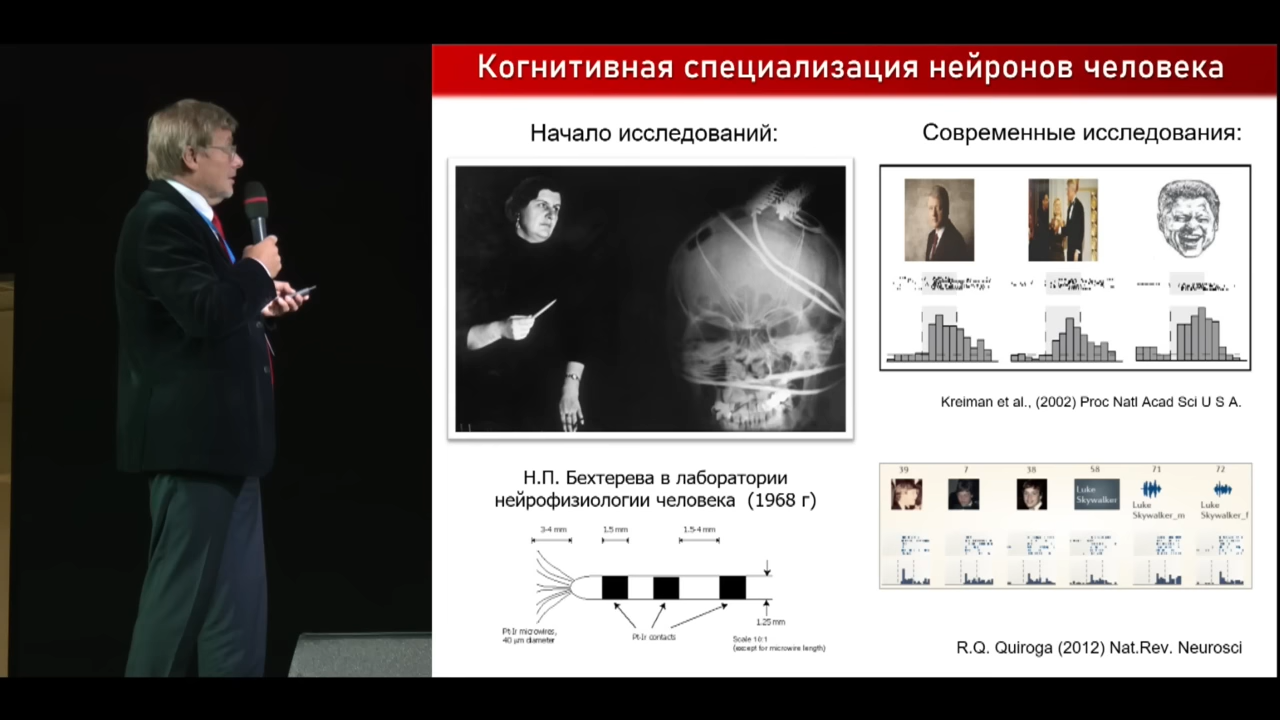 Когнитивная специализация нейронов человека
Начало исследований:
Современные исследования:
Kreiman et al., (2002) Proc Natl Acad Sci U S A.
Н.П. Бехтерева в лаборатории
нейрофизиологии человека (1968 г)
3-4 mm
1.5 mm
1.5-4 mm
1.25 mm
Pt-Ir microwires,
40 µm diameter
Pt-Ir contacts
Scale 10:1
(except for microwire length)
39
7
38
58
71
72
Luke
Skywalker
Luke
Skywalker_m
Luke
Skywalker_f
R.Q. Quiroga (2012) Nat.Rev. Neurosci